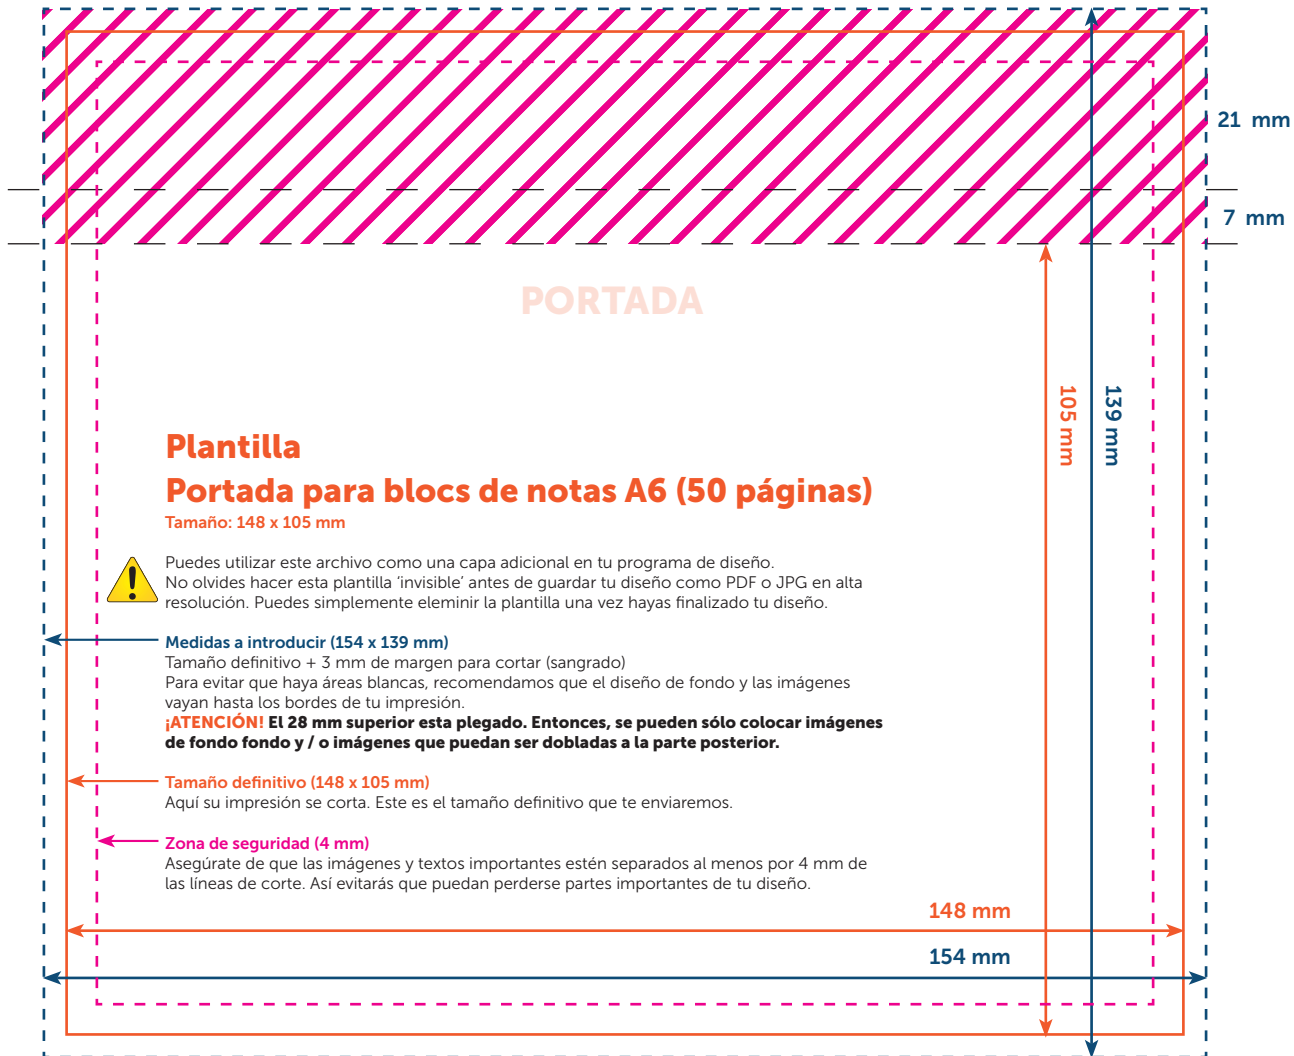 21 mm
7 mm
PORTADA
105 mm
139 mm
Plantilla
Portada para blocs de notas A6 (50 páginas)
Tamaño: 148 x 105 mm
Puedes utilizar este archivo como una capa adicional en tu programa de diseño.
No olvides hacer esta plantilla ‘invisible’ antes de guardar tu diseño como PDF o JPG en alta
resolución. Puedes simplemente eleminir la plantilla una vez hayas finalizado tu diseño.
Medidas a introducir (154 x 139 mm)
Tamaño definitivo + 3 mm de margen para cortar (sangrado)
Para evitar que haya áreas blancas, recomendamos que el diseño de fondo y las imágenes
vayan hasta los bordes de tu impresión.
¡ATENCIÓN! El 28 mm superior esta plegado. Entonces, se pueden sólo colocar imágenes
de fondo fondo y / o imágenes que puedan ser dobladas a la parte posterior.
Tamaño definitivo (148 x 105 mm)
Aquí su impresión se corta. Este es el tamaño definitivo que te enviaremos.
Zona de seguridad (4 mm)
Asegúrate de que las imágenes y textos importantes estén separados al menos por 4 mm de
las líneas de corte. Así evitarás que puedan perderse partes importantes de tu diseño.
148 mm
154 mm